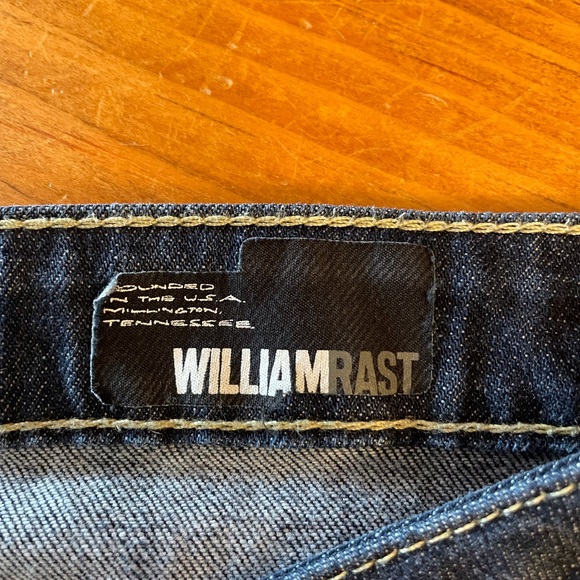 FOUNDED
IN THE U.S.A.
MILLINGTON,
TENNESSEE
WILLIAMRAST